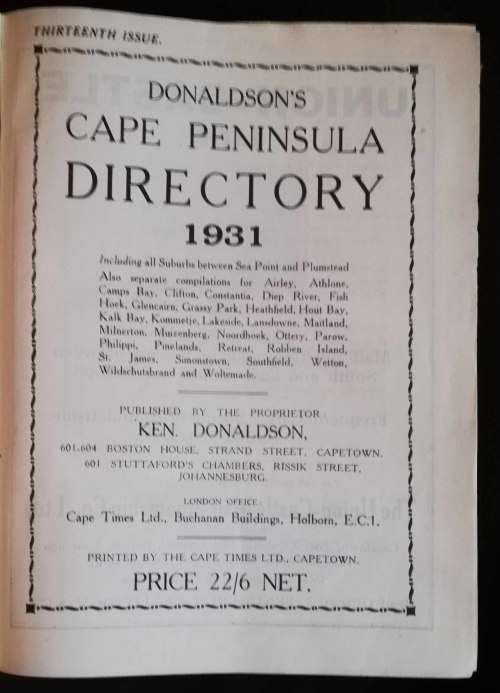 THIRTEENTH ISSUE.
DONALDSON'S
CAPE PENINSULA
DIRECTORY
1931
Including all Suburbs between Sea Point and Plumstead
Also separate compilations for Airley, Athlone,
Camps Bay, Clifton, Constantia, Diep River, Fish
Hoek, Glencairn, Grassy Park, Heathfield, Hout Bay,
Kalk Bay, Kommetje, Lakeside, Lansdowne, Maitland,
Milnerton, Muizenberg, Noordhoek, Ottery, Parow,
Philippi, Pinelands, Retreat, Robben Island,
St. James, Simonstown, Southfield, Wetton,
Wildschutsbrand and Woltemade.
PUBLISHED BY THE PROPRIETOR
KEN. DONALDSON,
601-604 BOSTON HOUSE, STRAND STREET, CAPETOWN.
601 STUTTAFORD'S CHAMBERS, RISSIK STREET,
JOHANNESBURG.
LONDON OFFICE:
Cape Times Ltd., Buchanan Buildings, Holborn, E.C.1.
PRINTED BY THE CAPE TIMES LTD., CAPETOWN.
PRICE 22/6 NET.